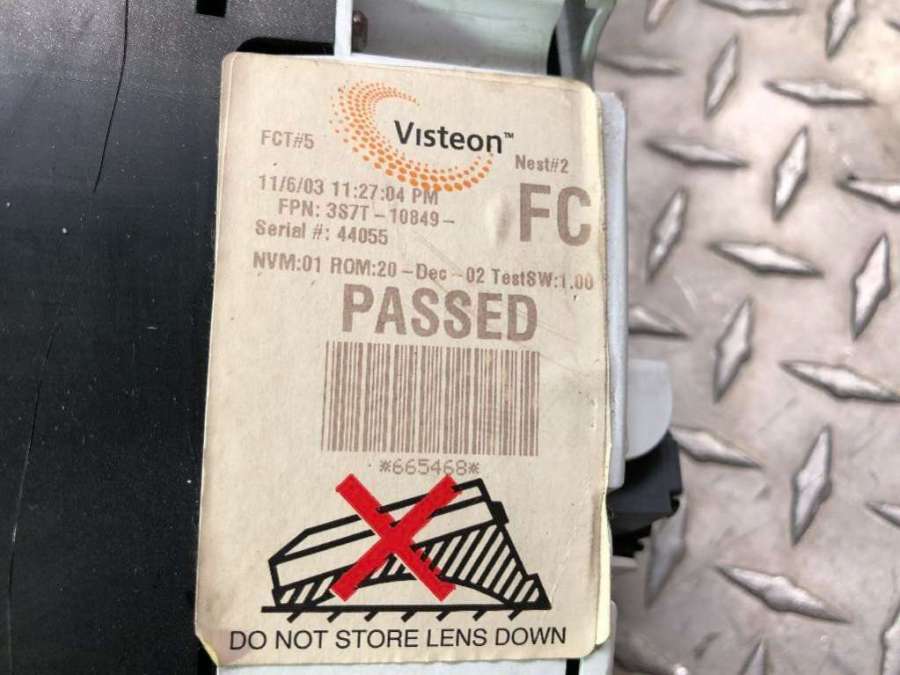 Visteon™
FCT#5
Nest#2
11/6/03 11:27:04 PM
FPN: 3S7T-10849-
FC
Serial #: 44055
NVM:01 ROM:20-Dec-02 TestSW:1.00
PASSED
*665468*
DO NOT STORE LENS DOWN